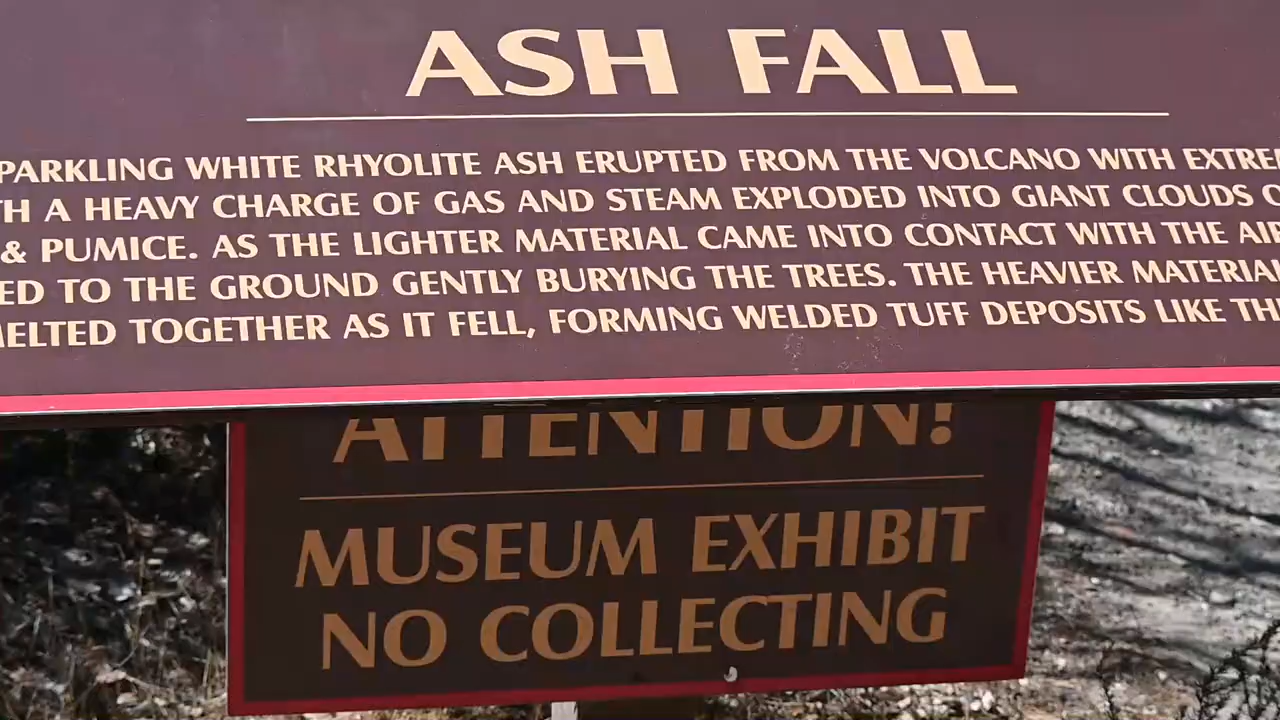 ASH FALL
PARKLING WHITE RHYOLITE ASH ERUPTED FROM THE VOLCANO WITH EXTREM
TH A HEAVY CHARGE OF GAS AND STEAM EXPLODED INTO GIANT CLOUDS O
& PUMICE. AS THE LIGHTER MATERIAL CAME INTO CONTACT WITH THE AIR
ED TO THE GROUND GENTLY BURYING THE TREES. THE HEAVIER MATERIAL
MELTED TOGETHER AS IT FELL, FORMING WELDED TUFF DEPOSITS LIKE TH
ATTENTION!
MUSEUM EXHIBIT
NO COLLECTING